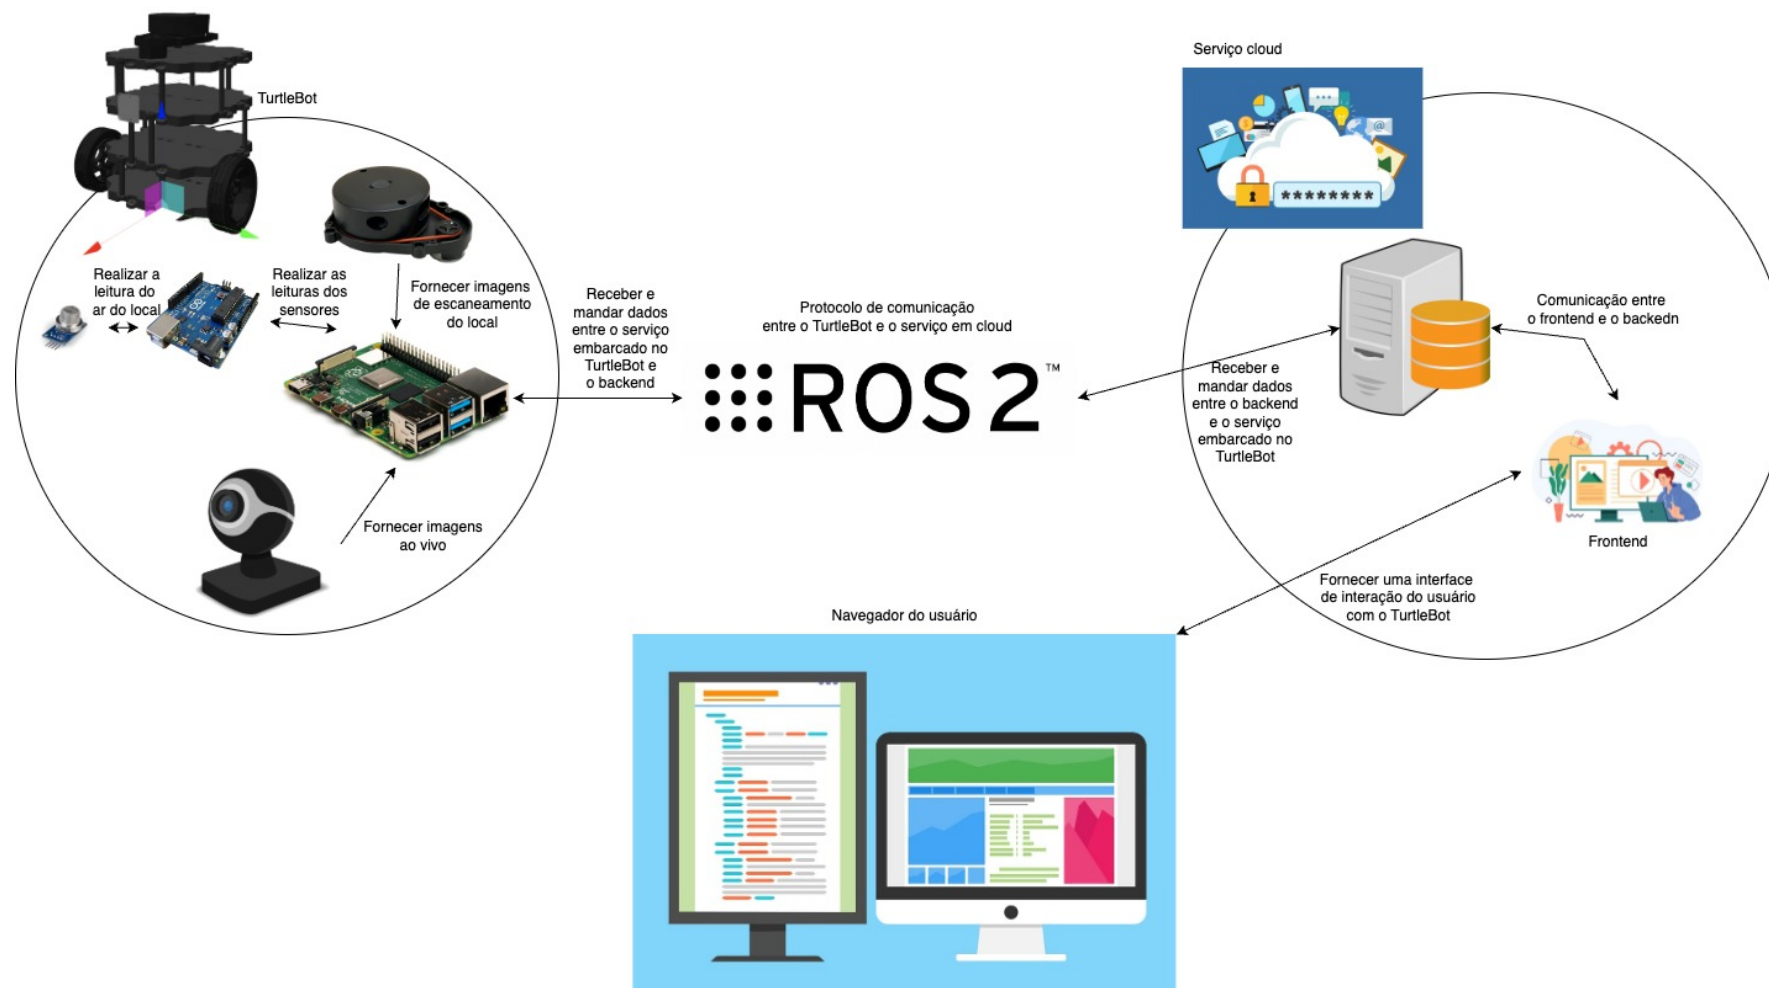 Serviço cloud
TurtleBot
Realizar a
leitura do
ar do local
Realizar as
leituras dos
sensores
Fornecer imagens
de escaneamento
do local
Receber e
mandar dados
entre o serviço
embarcado no
TurtleBot e
o backend
Protocolo de comunicação
entre o TurtleBot e o serviço em cloud
ROS 2™
Comunicação entre
o frontend e o backedn
Receber e
mandar dados
entre o backend
e o serviço
embarcado no
TurtleBot
Fornecer imagens
ao vivo
Frontend
Fornecer uma interface
de interação do usuário
com o TurtleBot
Navegador do usuário
********
@